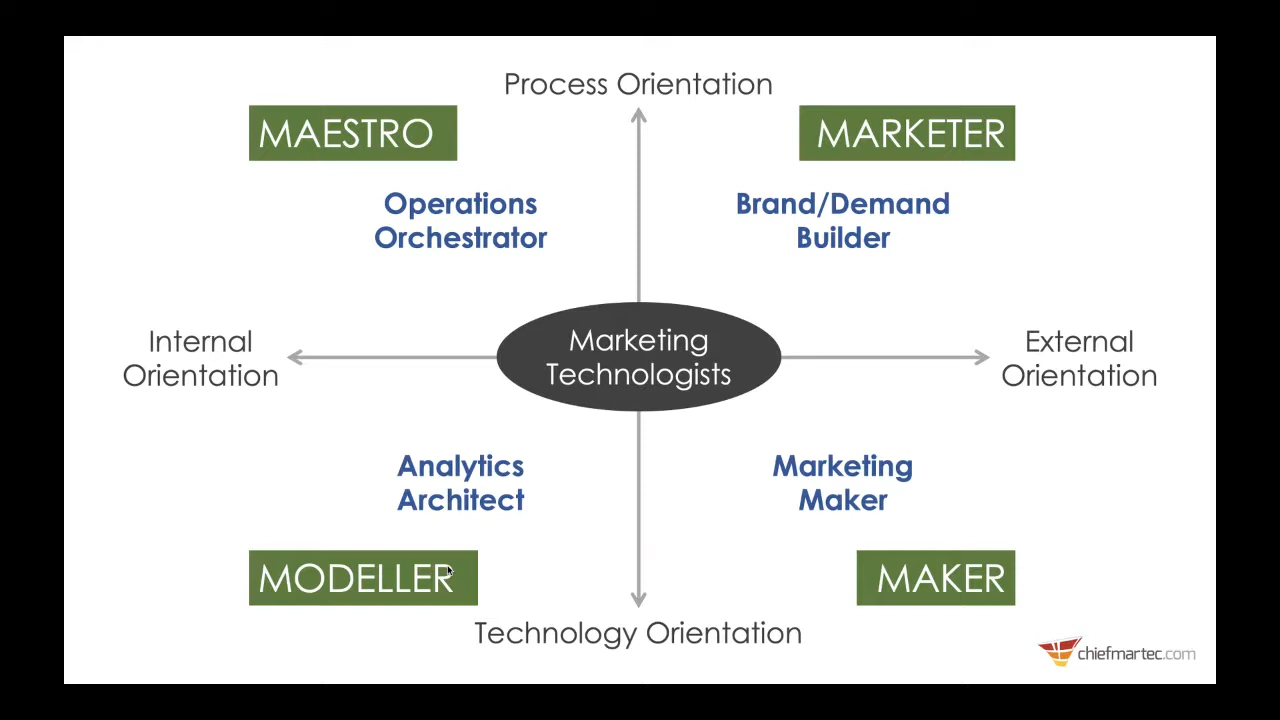 Process Orientation
MAESTRO
MARKETER
Operations
Orchestrator
Brand/Demand
Builder
Internal
Orientation
Marketing
Technologists
External
Orientation
Analytics
Architect
Marketing
Maker
MODELLER
MAKER
Technology Orientation
chiefmartec.com